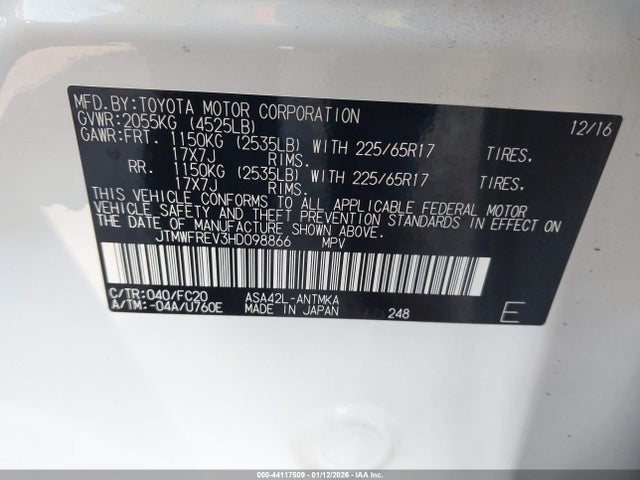 MFD.BY:TOYOTA MOTOR CORPORATION 12/16
GVWR:2055KG (4525LB)
GAWR:FRT. 1150KG (2535LB) WITH 225/65R17 TIRES.
17X7J RIMS.
RR. 1150KG (2535LB) WITH 225/65R17 TIRES.
17X7J RIMS.
THIS VEHICLE CONFORMS TO ALL APPLICABLE FEDERAL MOTOR
VEHICLE SAFETY AND THEFT PREVENTION STANDARDS IN EFFECT ON
THE DATE OF MANUFACTURE SHOWN ABOVE.
JTMWFREV3HD098866 MPV
C/TR:040/FC20 ASA42L-ANTMKA
A/TM:-04A/U760E MADE IN JAPAN 248 E
000-44117509 - 01/12/2026 - IAAI.COM